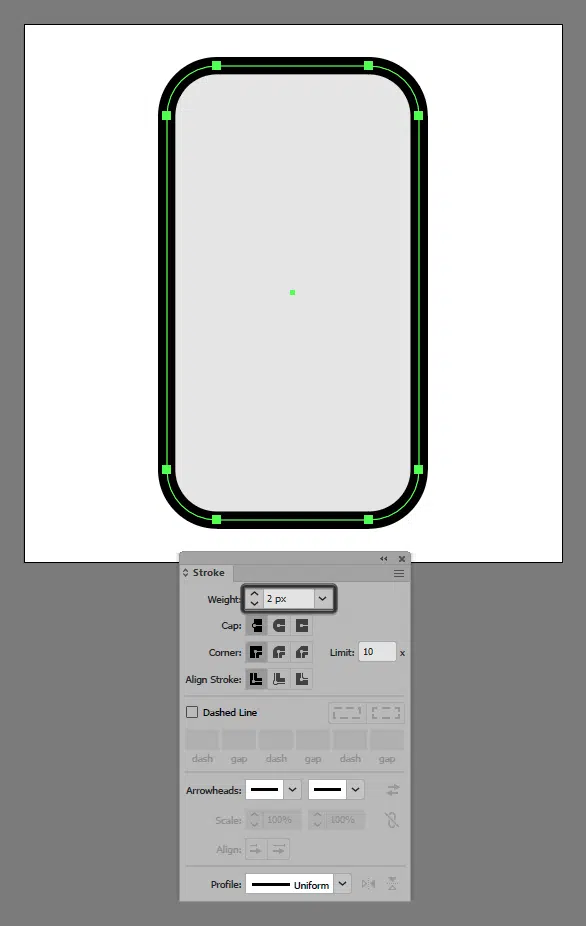 Stroke
Weight: 2 px
Cap:
Corner: Limit: 10 x
Align Stroke:
Dashed Line
dash gap dash gap dash gap
Arrowheads:
Scale: 100% 100%
Align:
Profile: Uniform